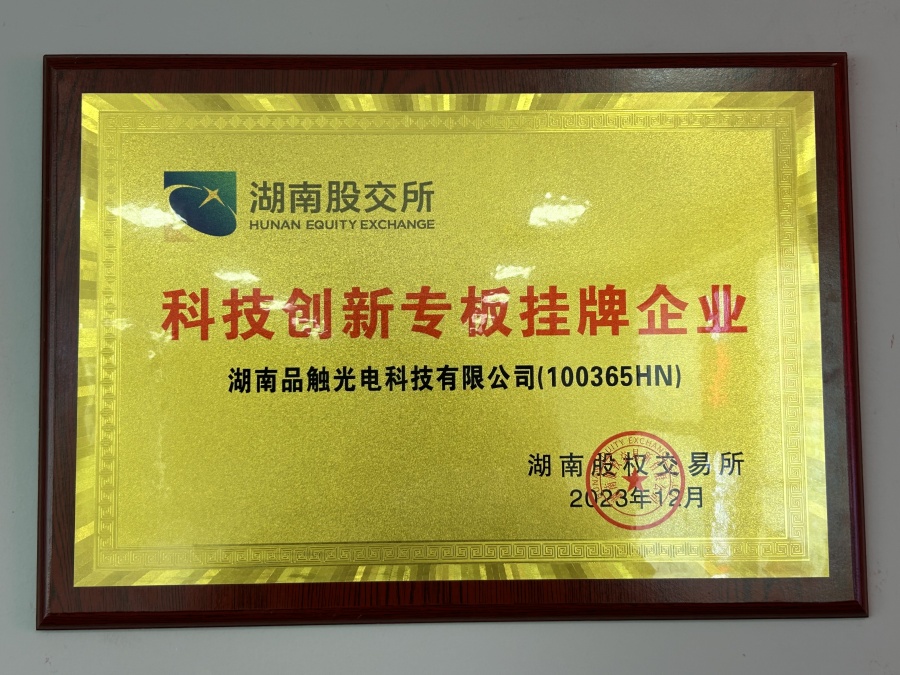 湖南股交所
HUNAN EQUITY EXCHANGE
科技创新专板挂牌企业
湖南品触光电科技有限公司(100365HN)
湖南股权交易所
2023年12月